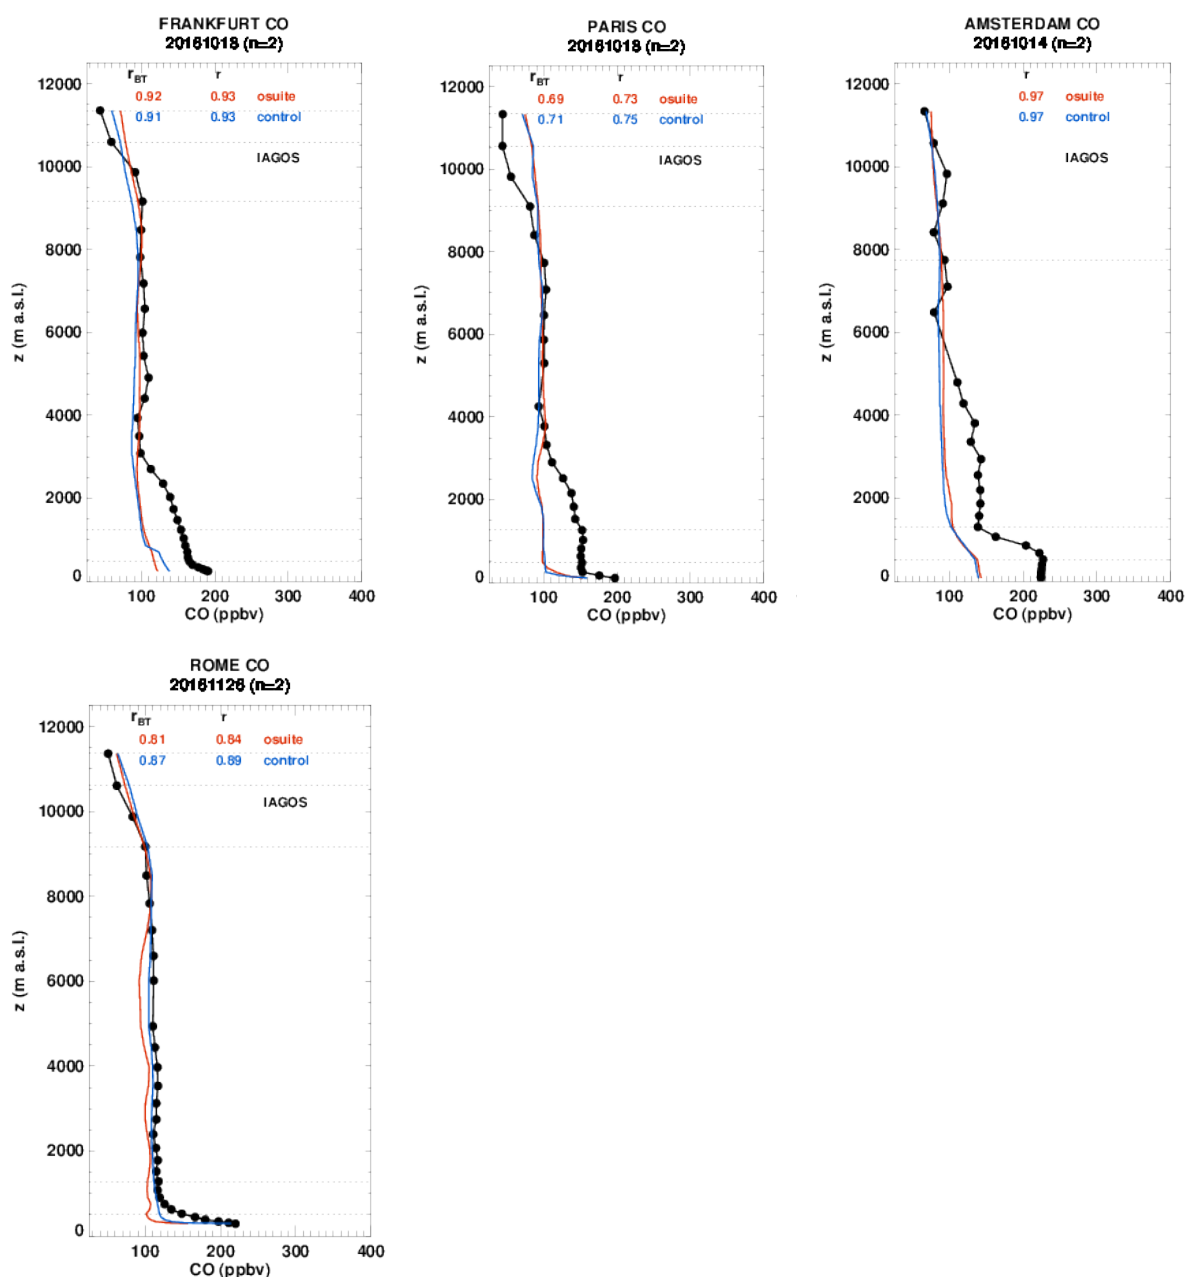 FRANKFURT CO
20161018 (n=2)
r_BT r
0.92 0.93 osuite
0.91 0.93 control
IAGOS
12000
10000
8000
6000
4000
2000
0
z (m a.s.l.)
100 200 300 400
CO (ppbv)
PARIS CO
20161018 (n=2)
r_BT r
0.69 0.73 osuite
0.71 0.75 control
IAGOS
12000
10000
8000
6000
4000
2000
0
z (m a.s.l.)
100 200 300 400
CO (ppbv)
AMSTERDAM CO
20161014 (n=2)
r
0.97 osuite
0.97 control
IAGOS
12000
10000
8000
6000
4000
2000
0
z (m a.s.l.)
100 200 300 400
CO (ppbv)
ROME CO
20161126 (n=2)
r_BT r
0.81 0.84 osuite
0.87 0.89 control
IAGOS
12000
10000
8000
6000
4000
2000
0
z (m a.s.l.)
100 200 300 400
CO (ppbv)